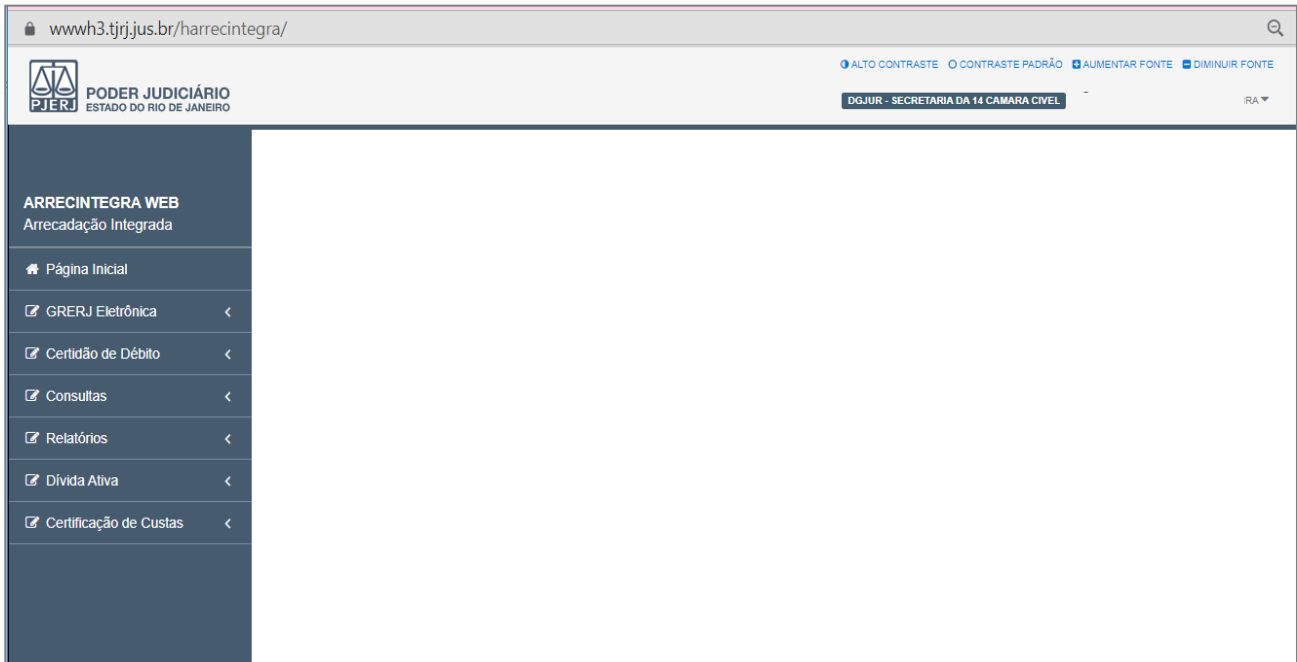 wwwh3.tjrj.jus.br/harrecintegra/
ALTO CONTRASTE CONTRASTE PADRÃO AUMENTAR FONTE DIMINUIR FONTE
PJERJ
PODER JUDICIÁRIO
ESTADO DO RIO DE JANEIRO
DGJUR - SECRETARIA DA 14 CAMARA CIVEL
RA
ARRECINTEGRA WEB
Arrecadação Integrada
Página Inicial
GRERJ Eletrônica
Certidão de Débito
Consultas
Relatórios
Dívida Ativa
Certificação de Custas